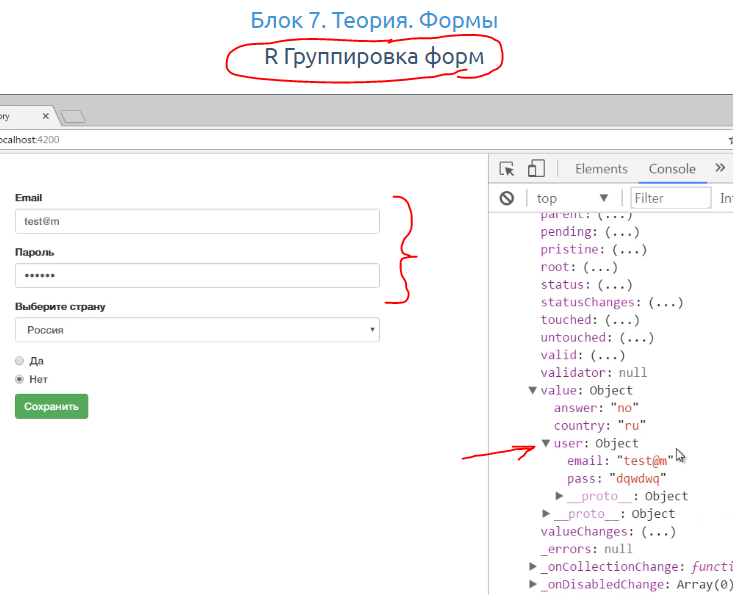 Блок 7. Теория. Формы
R Группировка форм
ory ×
ocalhost:4200
Elements Console »
top ▼ Filter In
Email
test@m
Пароль
••••••
Выберите страну
Россия
Да
Нет
Сохранить
parent: (...)
pending: (...)
pristine: (...)
root: (...)
status: (...)
statusChanges: (...)
touched: (...)
untouched: (...)
valid: (...)
validator: null
▼ value: Object
answer: "no"
country: "ru"
▼ user: Object
email: "test@m"
pass: "dqwdwq"
▶ __proto__: Object
▶ __proto__: Object
valueChanges: (...)
_errors: null
▶ _onCollectionChange: functi
▶ _onDisabledChange: Array(0)